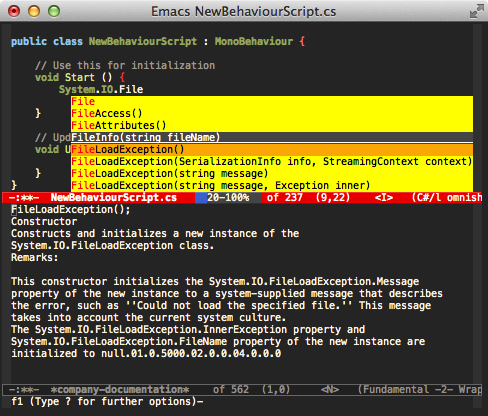 Emacs NewBehaviourScript.cs
public class NewBehaviourScript : MonoBehaviour {
// Use this for initialization
void Start () {
System.IO.File
File
} FileAccess()
FileAttributes()
// Upd FileInfo(string fileName)
void U FileLoadException()
FileLoadException(SerializationInfo info, StreamingContext context)
} FileLoadException(string message)
} FileLoadException(string message, Exception inner)
-:**- NewBehaviourScript.cs 20-100% of 237 (9,22) <I> (C#/l omnish
FileLoadException();
Constructor
Constructs and initializes a new instance of the
System.IO.FileLoadException class.
Remarks:
This constructor initializes the System.IO.FileLoadException.Message
property of the new instance to a system-supplied message that describes
the error, such as ''Could not load the specified file.'' This message
takes into account the current system culture.
The System.IO.FileLoadException.InnerException property and
System.IO.FileLoadException.FileName property of the new instance are
initialized to null.01.0.5000.02.0.0.04.0.0.0
-:**- *company-documentation* of 562 (1,0) <N> (Fundamental -2- Wrap
f1 (Type ? for further options)-